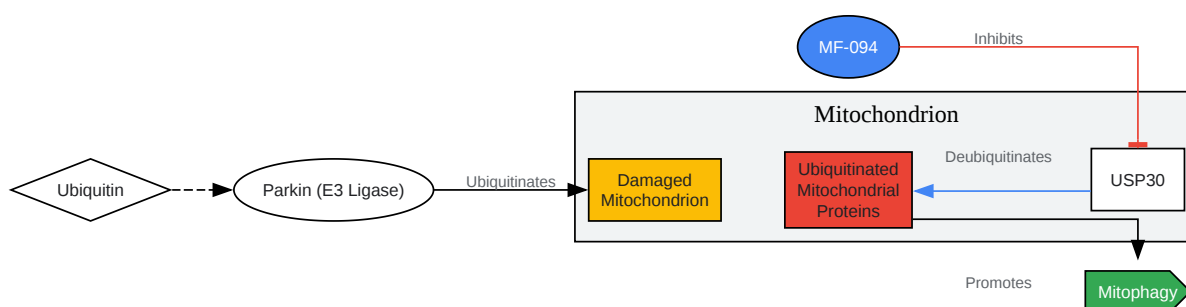 MF-094
Inhibits
Mitochondrion
Ubiquitin
Parkin (E3 Ligase)
Ubiquitinates
Damaged
Mitochondrion
Ubiquitinated
Mitochondrial
Proteins
Deubiquitinates
USP30
Promotes
Mitophagy